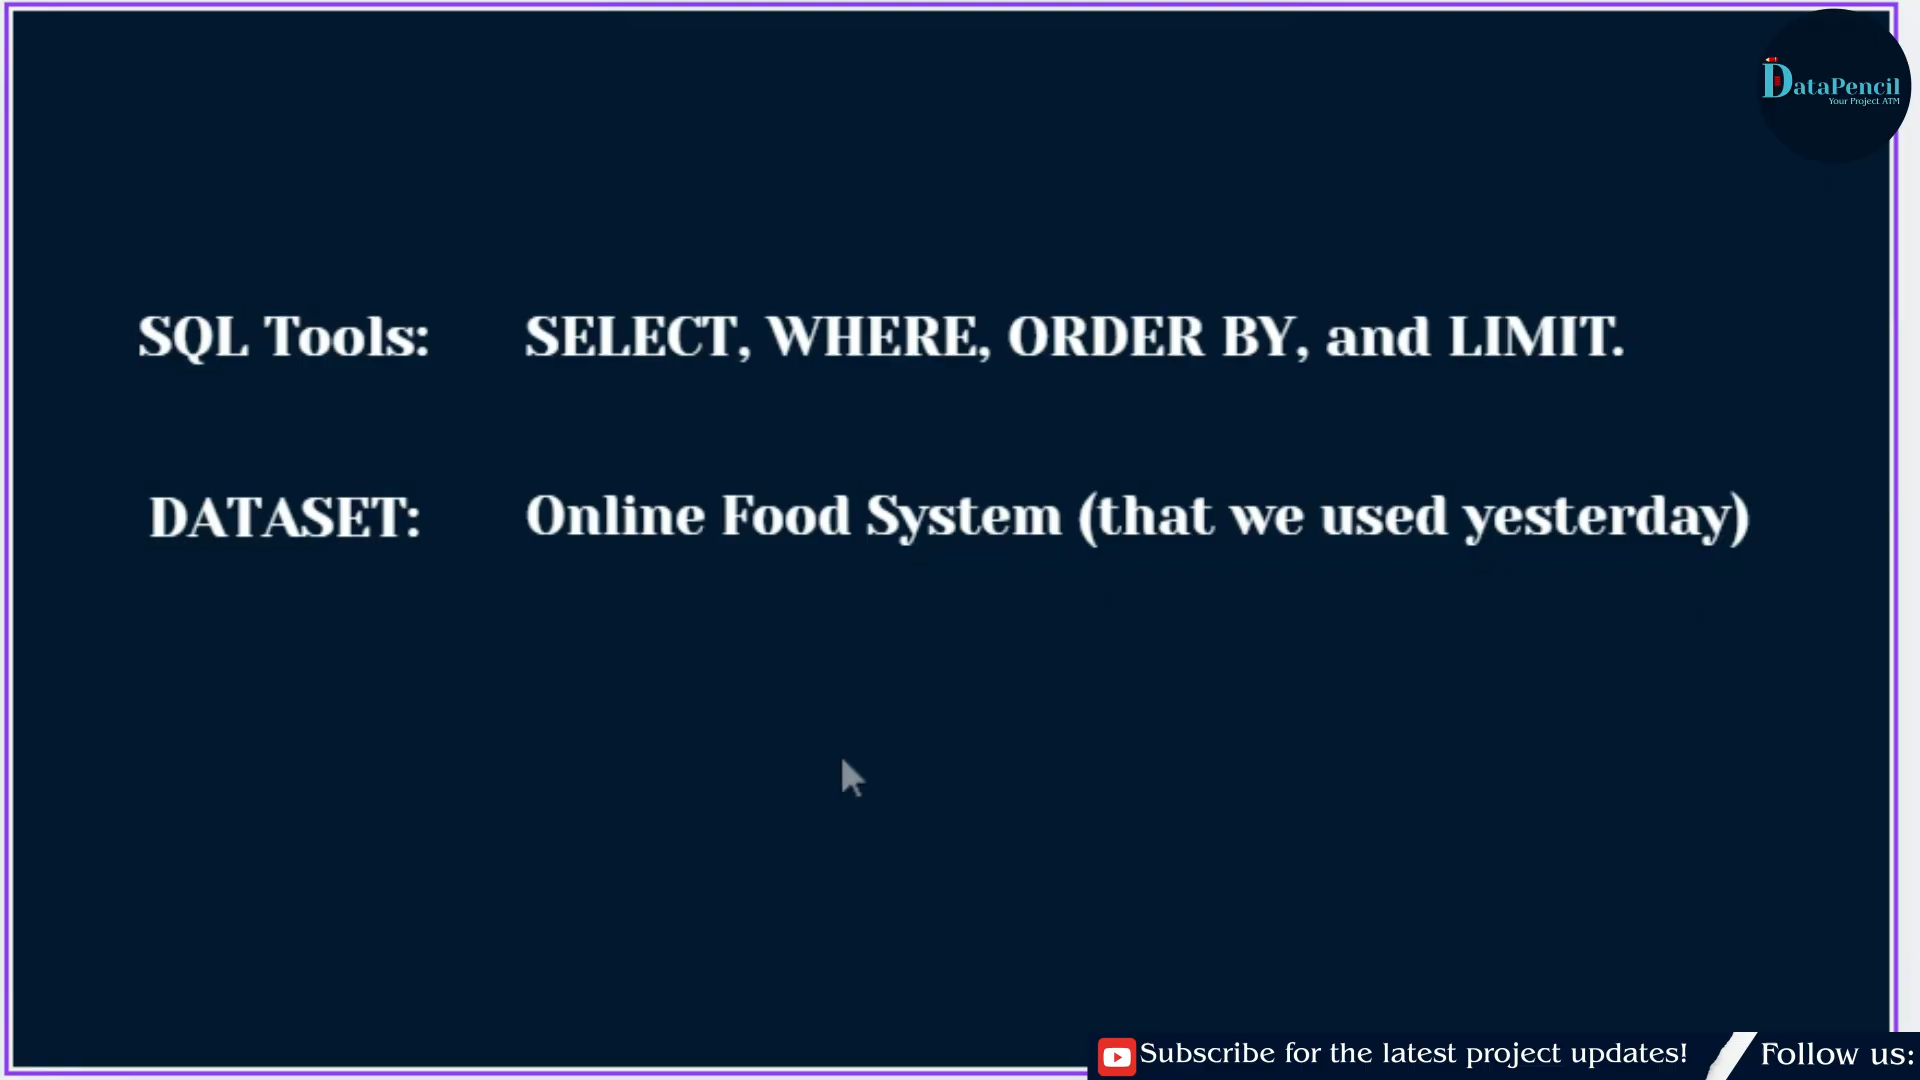 DataPencil
Your Project ATM
SQL Tools: SELECT, WHERE, ORDER BY, and LIMIT.
DATASET: Online Food System (that we used yesterday)
Subscribe for the latest project updates! Follow us: